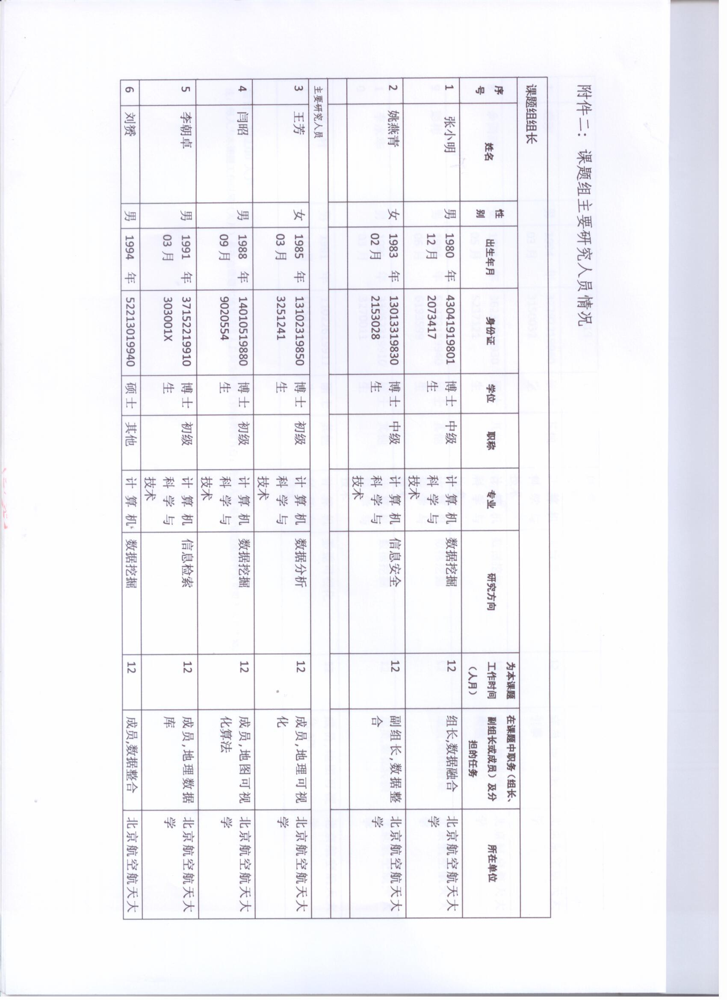 附件二：课题组主要研究人员情况
课题组组长
序号 姓名 性别 出生年月 身份证 学位 职称 专业 研究方向 为本课题工作时间（人月） 在课题中职务（组长、副组长或成员）及分担的任务 所在单位
1 张小明 男 1980 年 12 月 430419198012073417 博士生 中级 计算机科学与技术 数据挖掘 12 组长,数据融合 北京航空航天大学
2 姚燕青 女 1983 年 02 月 130133198302153028 博士生 中级 计算机科学与技术 信息安全 12 副组长,数据整合 北京航空航天大学
主要研究人员
3 王芳 女 1985 年 03 月 131023198503251241 博士生 初级 计算机科学与技术 数据分析 12 成员,地理可视化 北京航空航天大学
4 闫昭 男 1988 年 09 月 140105198809020554 博士生 初级 计算机科学与技术 数据挖掘 12 成员,地图可视化算法 北京航空航天大学
5 李朝卓 男 1991 年 03 月 37152219910303001X 博士生 初级 计算机科学与技术 信息检索 12 成员,地理数据库 北京航空航天大学
6 刘赟 男 1994 年 52213019940 硕士 其他 计算机 数据挖掘 12 成员,数据整合 北京航空航天大